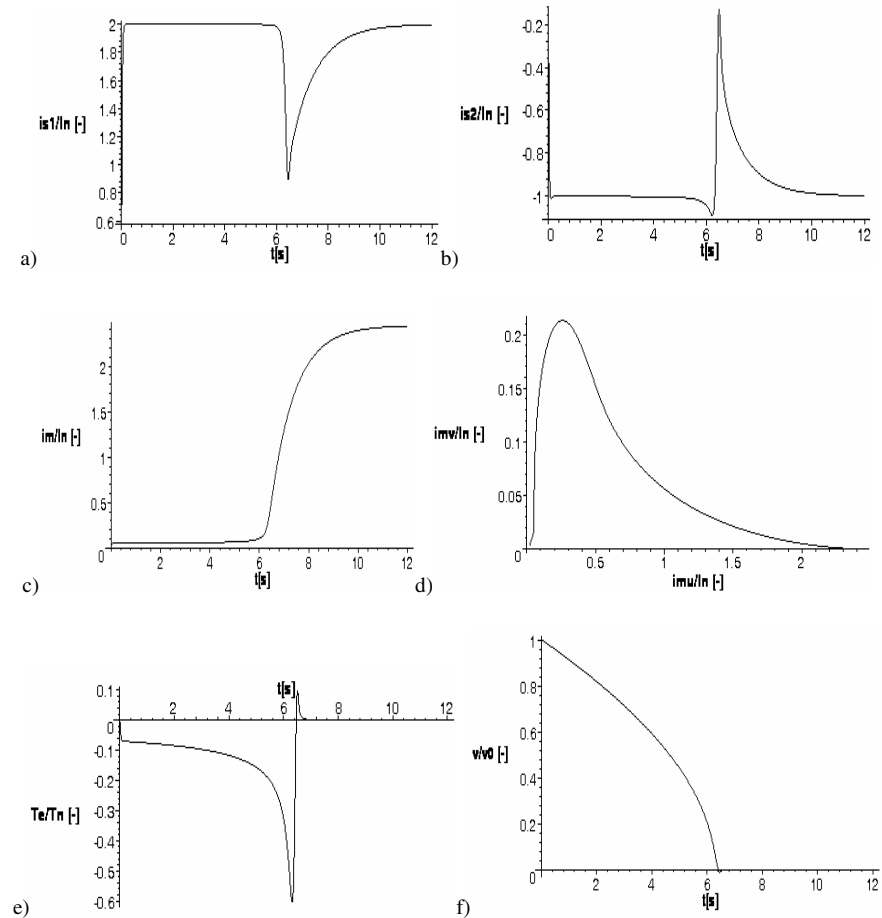 2
1.8
1.6
is1/In [-]
1.4
1.2
1
0.8
0.6
0 2 4 6 8 10 12
t[s]
a)
-0.2
-0.4
is2/In [-]
-0.6
-0.8
-1
0 2 4 6 8 10 12
t[s]
b)
2
1.5
im/In [-]
1
0.5
0 2 4 6 8 10 12
t[s]
c)
0.2
0.15
imv/In [-]
0.1
0.05
0 0.5 1 1.5 2
imu/In [-]
d)
0.1
t[s]
2 4 6 8 10 12
0
-0.1
-0.2
-0.3
Te/Tn [-]
-0.4
-0.5
-0.6
e)
1
0.8
v/v0 [-]
0.6
0.4
0.2
0 2 4 6 8 10 12
t[s]
f)